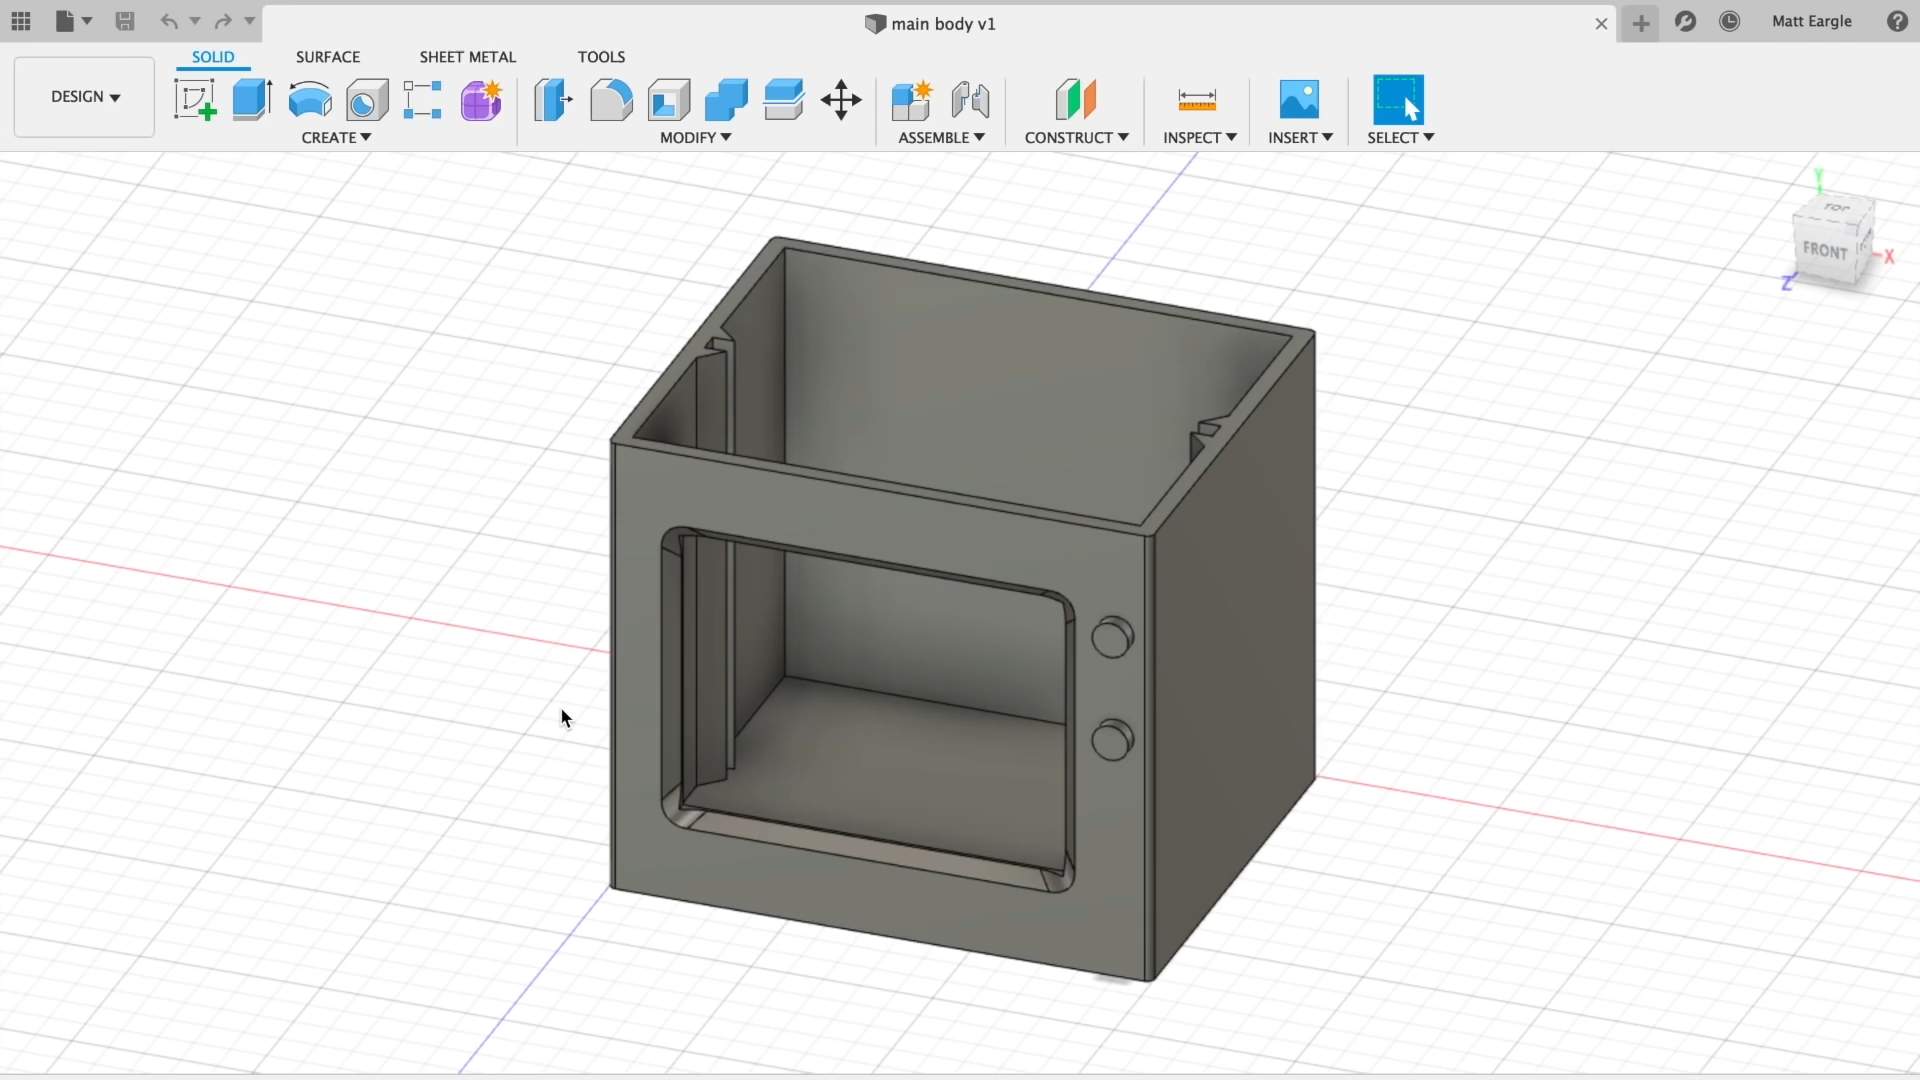 main body v1
Matt Eargle
SOLID SURFACE SHEET METAL TOOLS
DESIGN
CREATE MODIFY ASSEMBLE CONSTRUCT INSPECT INSERT SELECT
Y
TOP
FRONT
X
Z